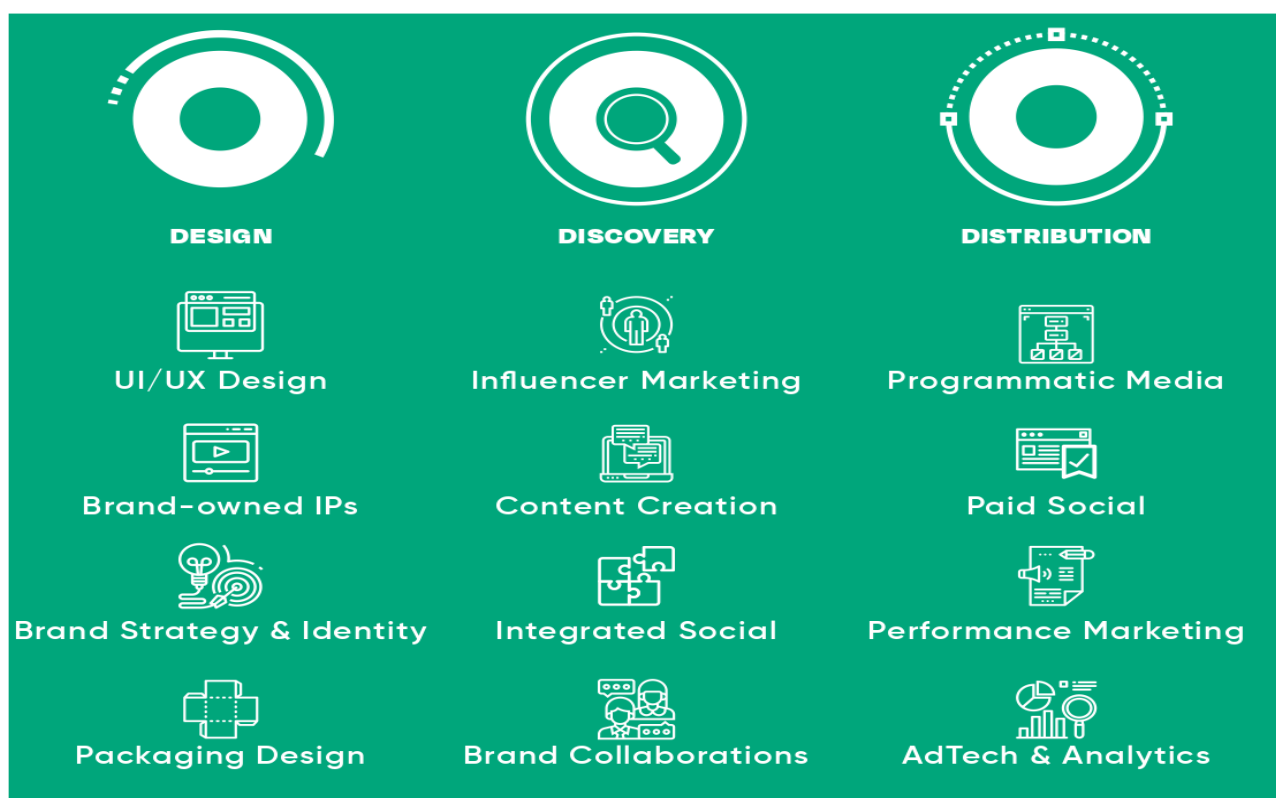 DESIGN
UI/UX Design
Brand-owned IPs
Brand Strategy & Identity
Packaging Design
DISCOVERY
Influencer Marketing
Content Creation
Integrated Social
Brand Collaborations
DISTRIBUTION
Programmatic Media
Paid Social
Performance Marketing
AdTech & Analytics